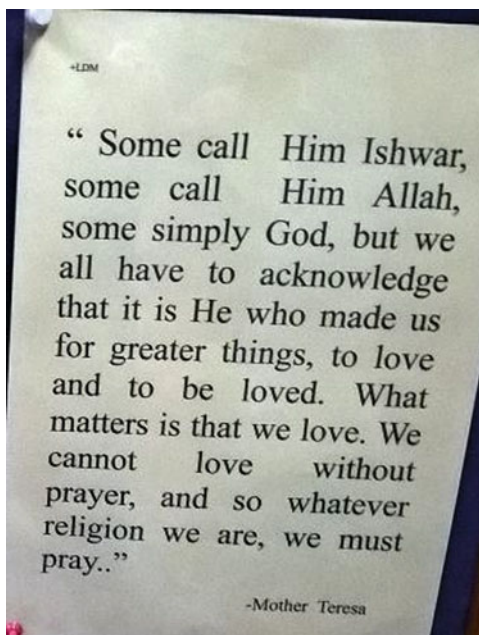 +LDM
“ Some call Him Ishwar,
some call Him Allah,
some simply God, but we
all have to acknowledge
that it is He who made us
for greater things, to love
and to be loved. What
matters is that we love. We
cannot love without
prayer, and so whatever
religion we are, we must
pray..”
-Mother Teresa